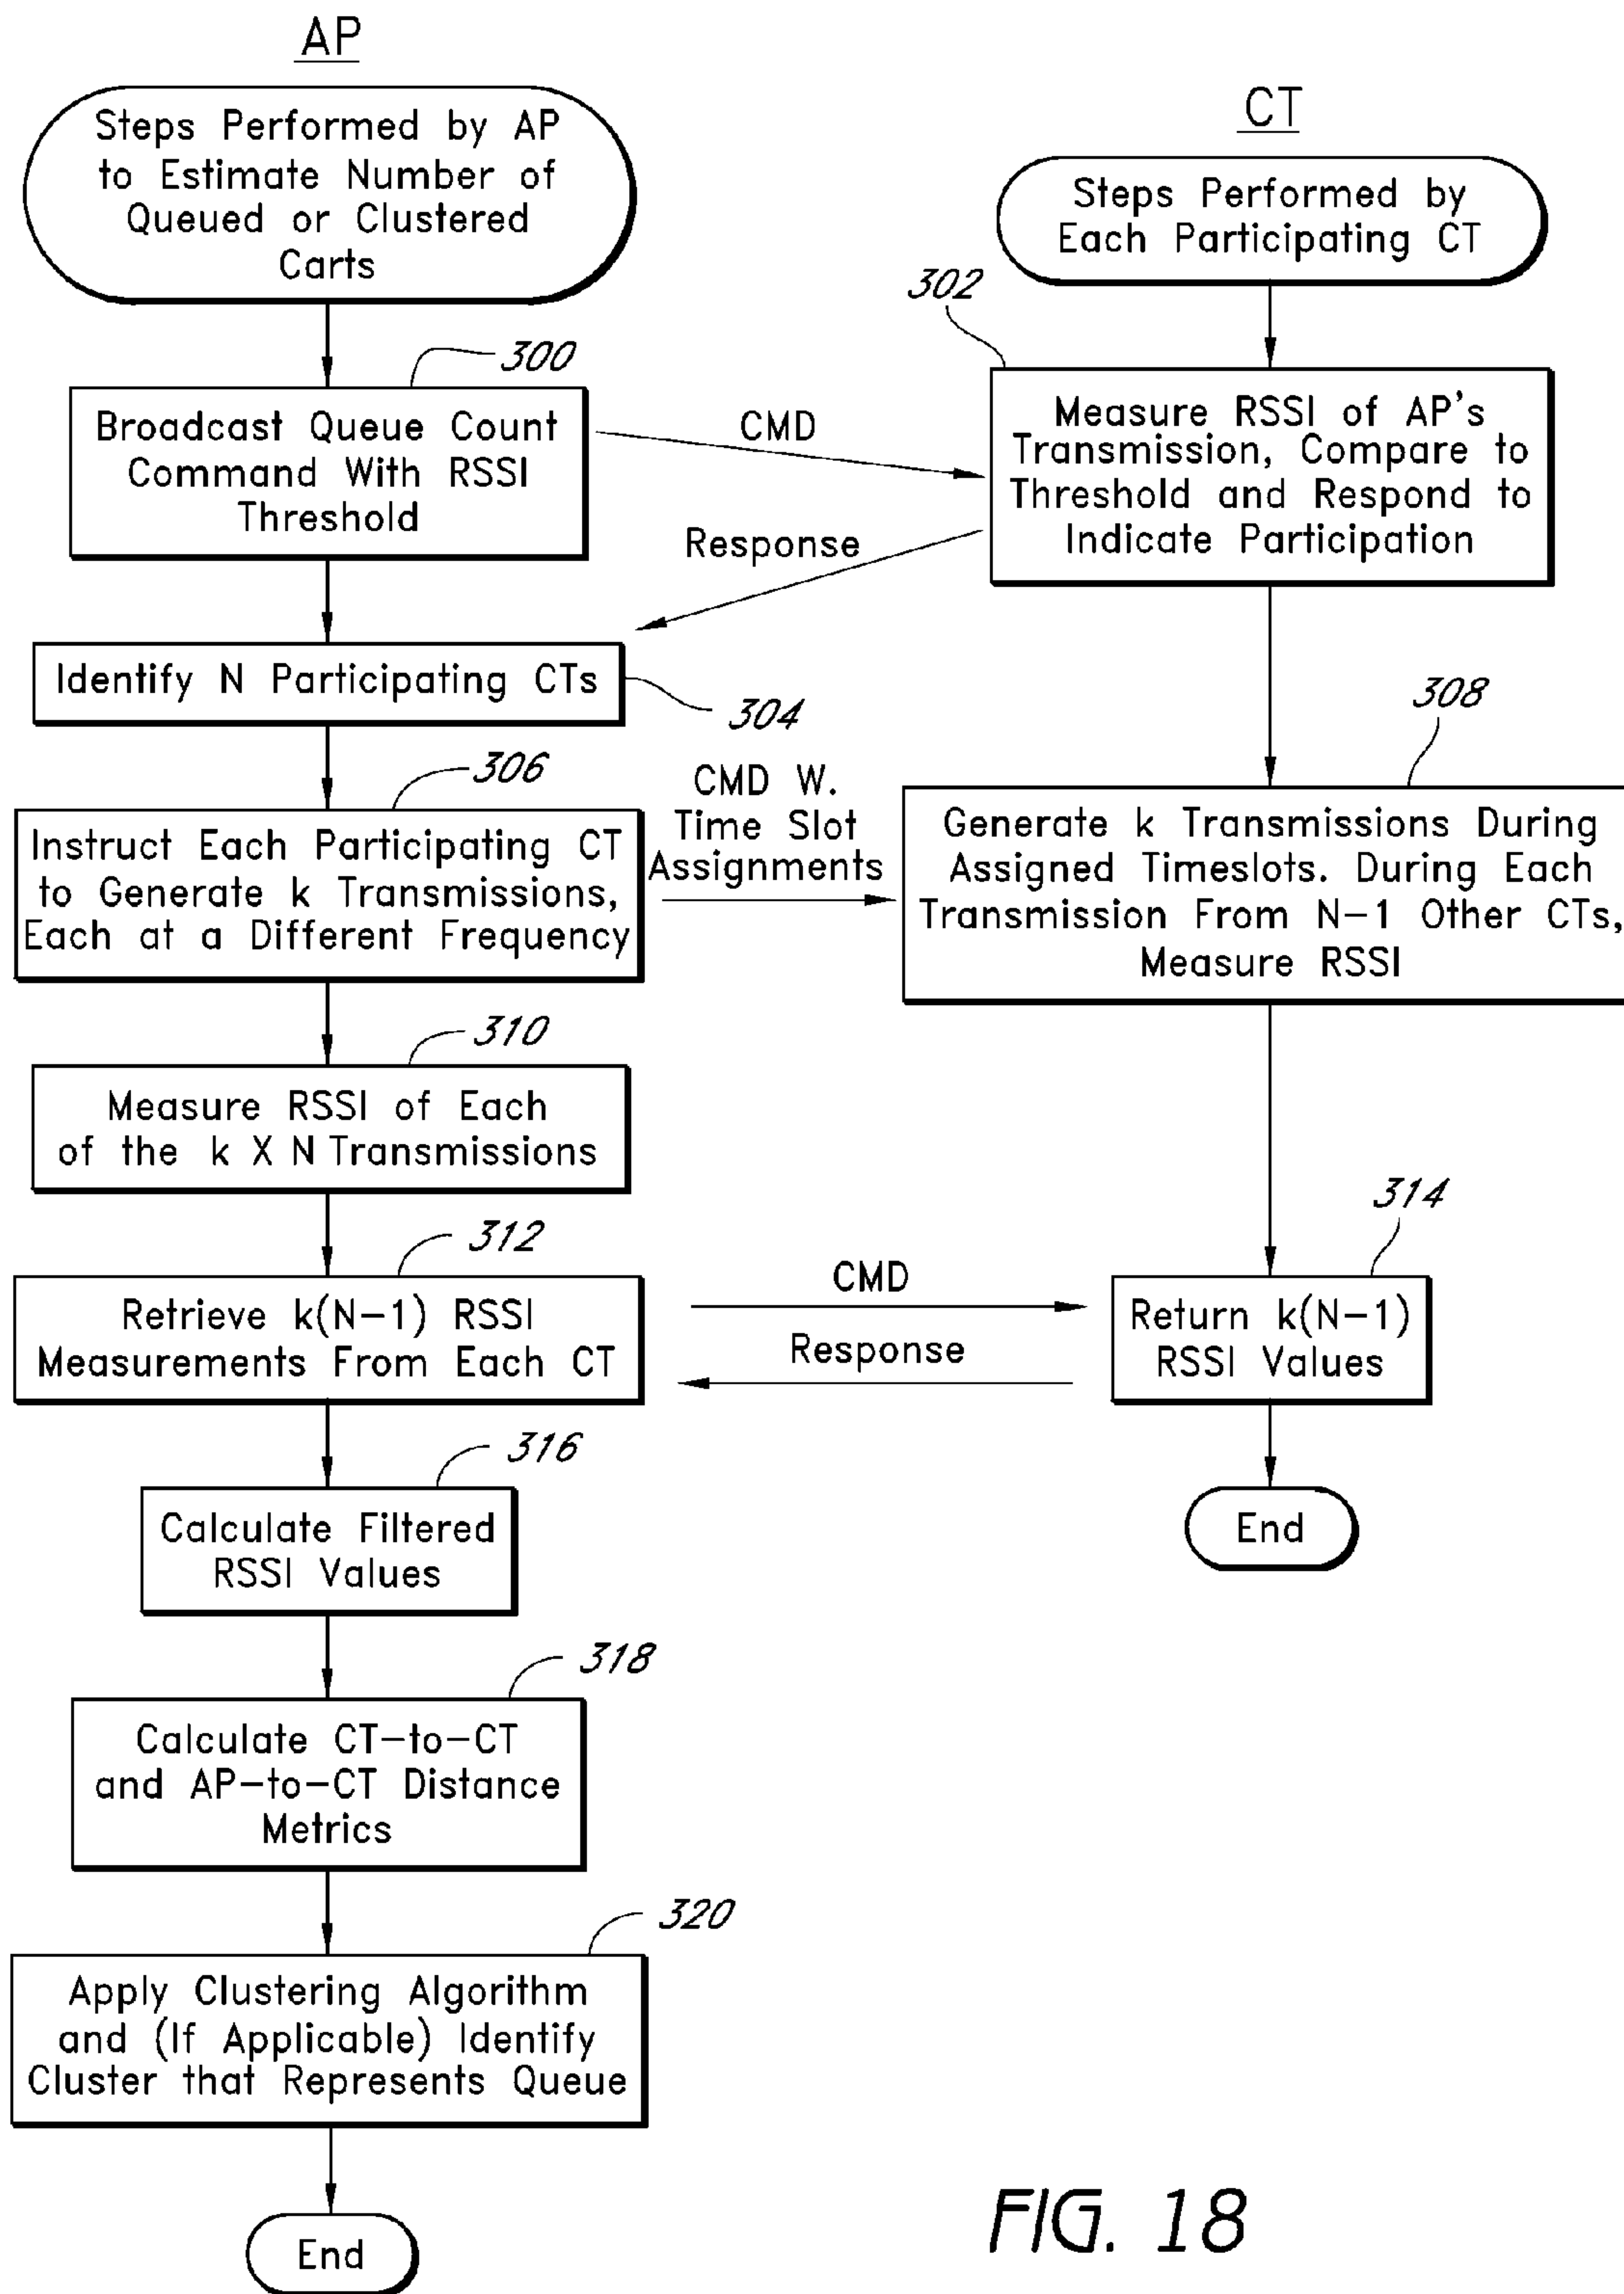 AP
Steps Performed by AP
to Estimate Number of
Queued or Clustered
Carts
CT
Steps Performed by
Each Participating CT
300
Broadcast Queue Count
Command With RSSI
Threshold
CMD
302
Measure RSSI of AP's
Transmission, Compare to
Threshold and Respond to
Indicate Participation
Response
Identify N Participating CTs
304
306
Instruct Each Participating CT
to Generate k Transmissions,
Each at a Different Frequency
CMD W.
Time Slot
Assignments
308
Generate k Transmissions During
Assigned Timeslots. During Each
Transmission From N-1 Other CTs,
Measure RSSI
310
Measure RSSI of Each
of the k X N Transmissions
312
Retrieve k(N-1) RSSI
Measurements From Each CT
CMD
Response
314
Return k(N-1)
RSSI Values
End
316
Calculate Filtered
RSSI Values
318
Calculate CT-to-CT
and AP-to-CT Distance
Metrics
320
Apply Clustering Algorithm
and (If Applicable) Identify
Cluster that Represents Queue
End
FIG. 18